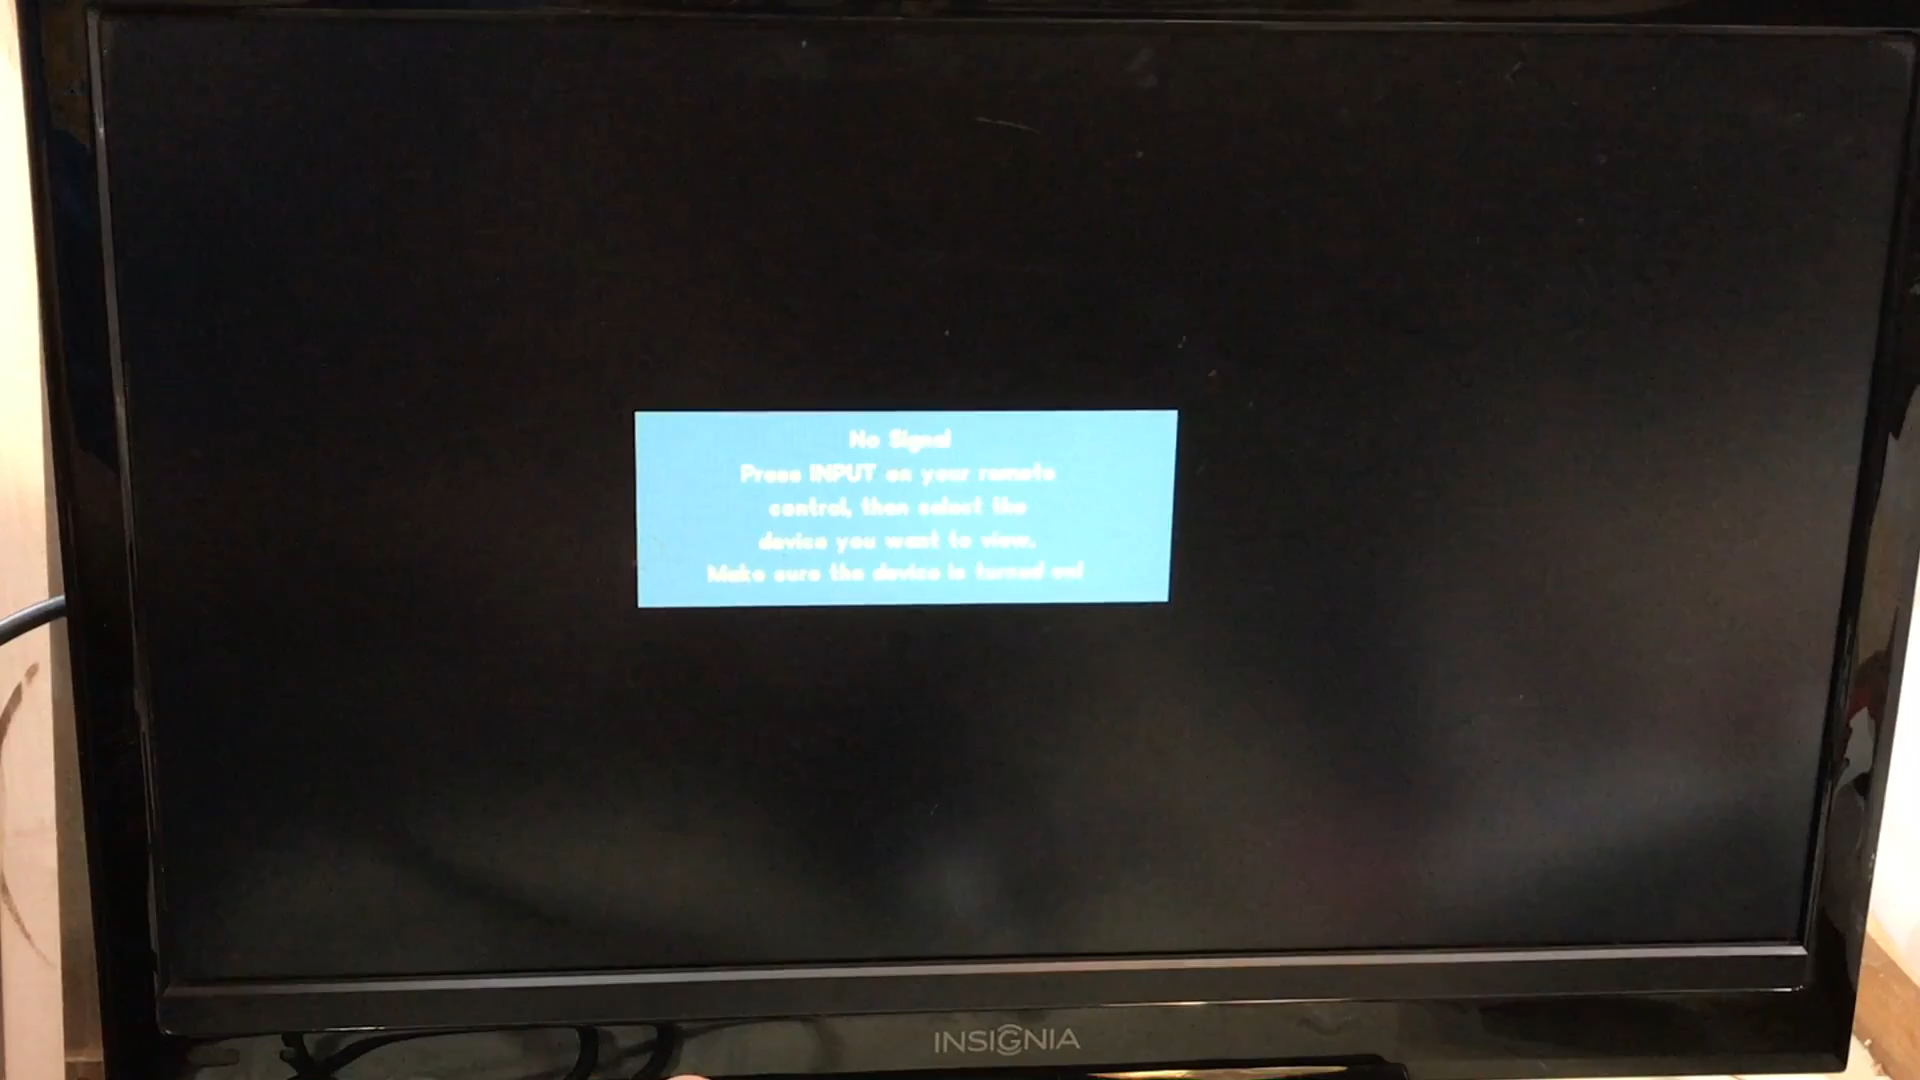 No Signal
Press INPUT on your remote
control, then select the
device you want to view.
Make sure the device is turned on!
INSIGNIA